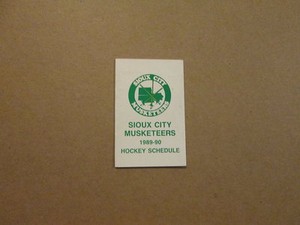 SIOUX CITY
MUSKETEERS
SIOUX CITY
MUSKETEERS
1989-90
HOCKEY SCHEDULE